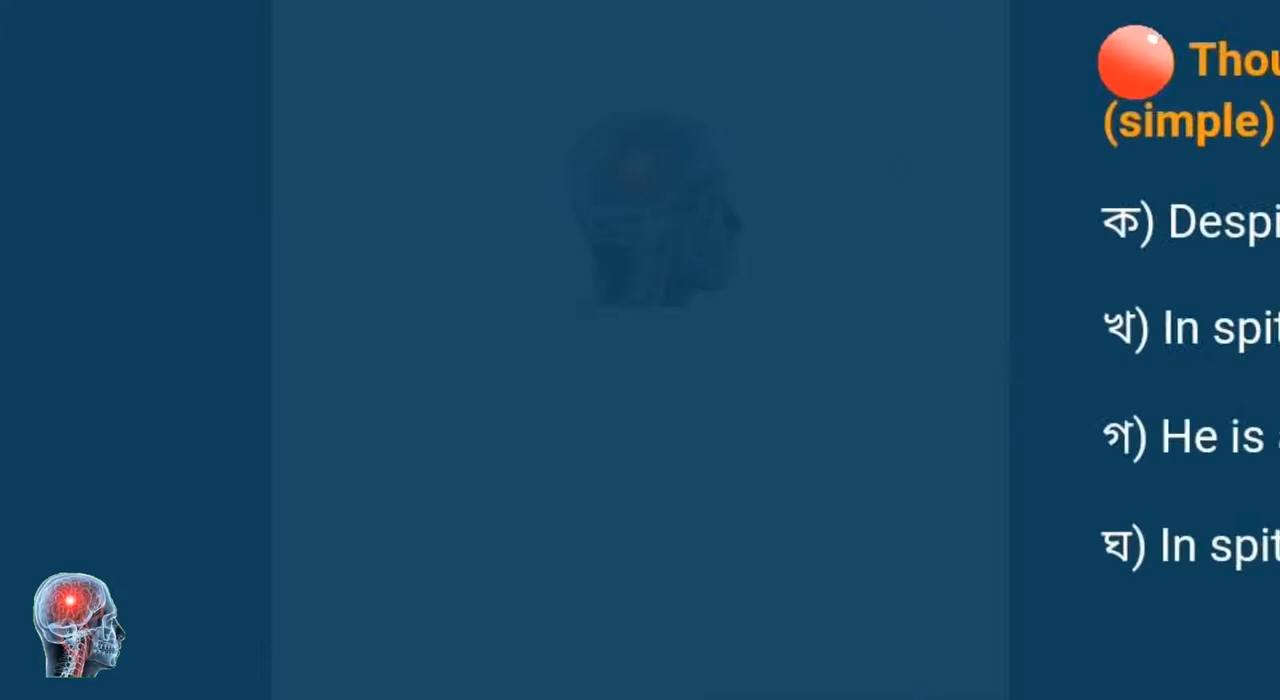 Thou
(simple)
ক) Despi
খ) In spit
গ) He is
ঘ) In spit